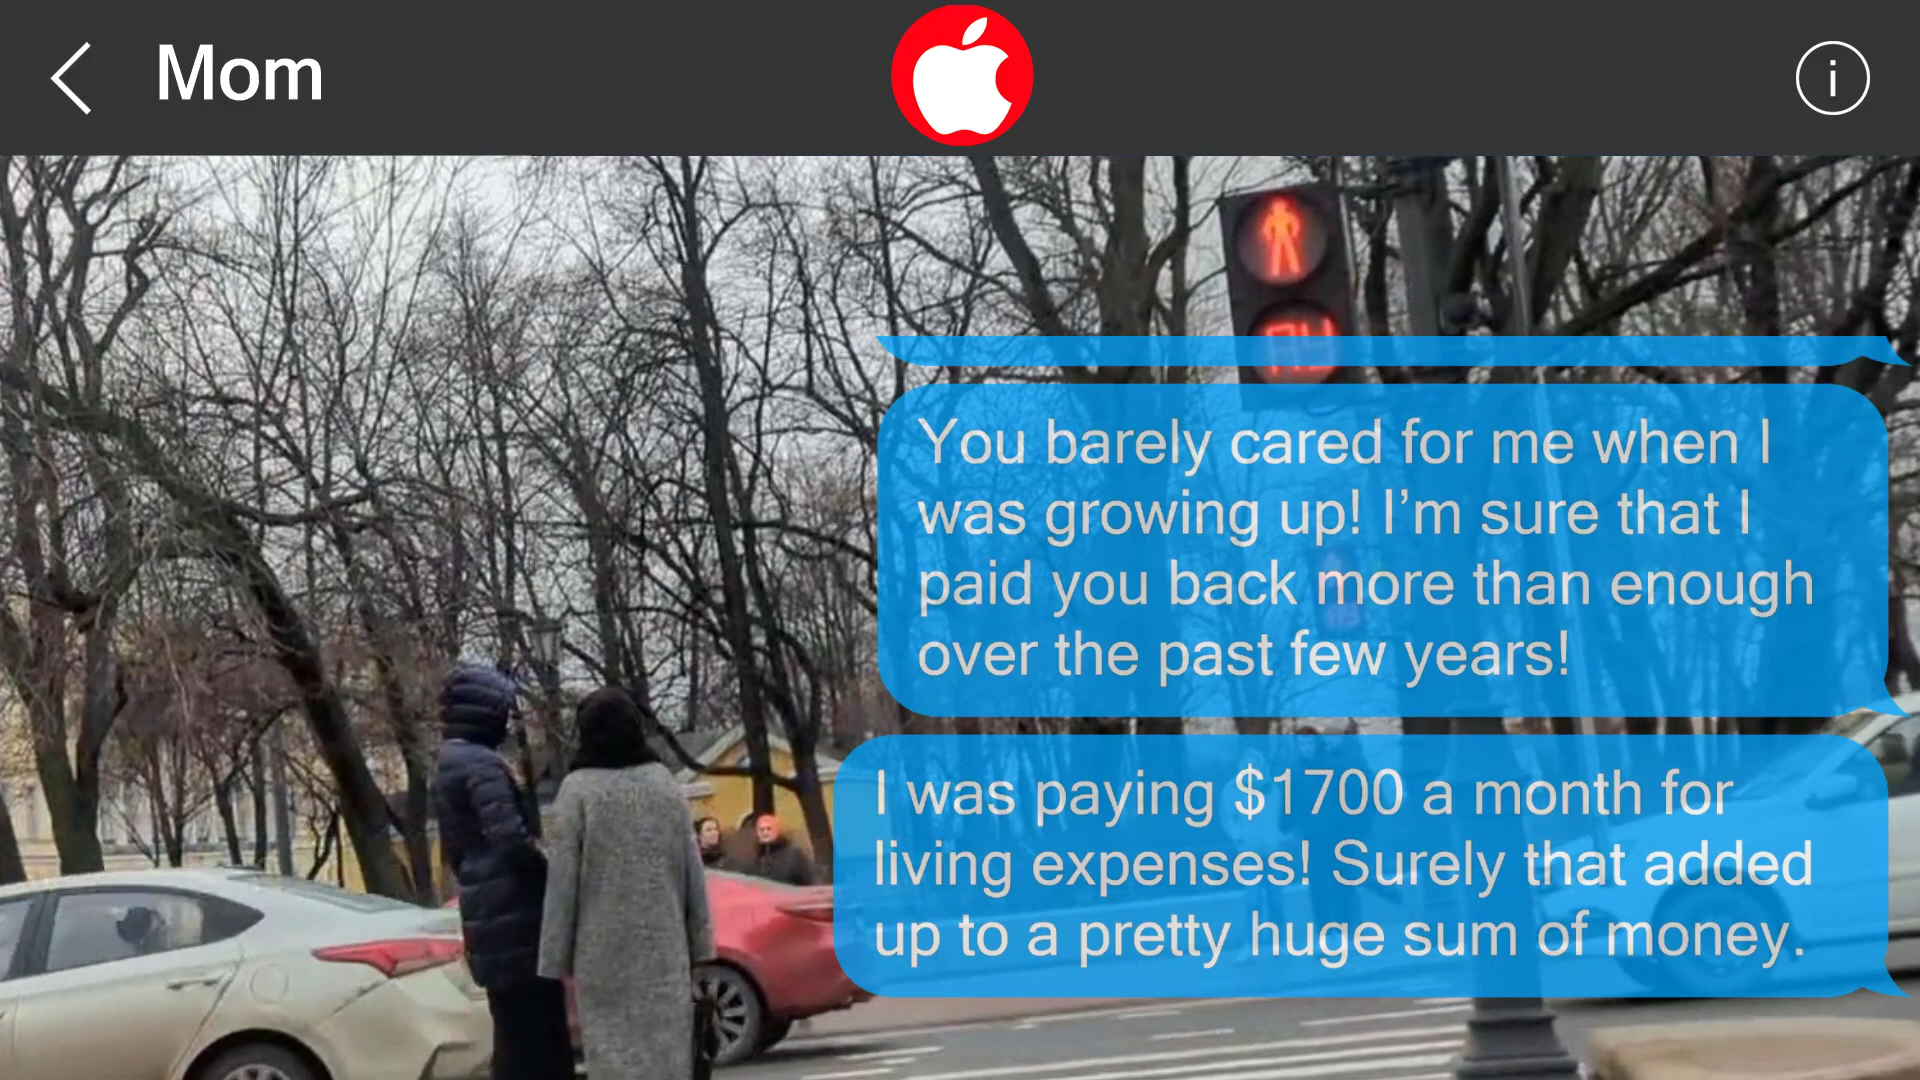 Mom
You barely cared for me when I
was growing up! I’m sure that I
paid you back more than enough
over the past few years!
I was paying $1700 a month for
living expenses! Surely that added
up to a pretty huge sum of money.